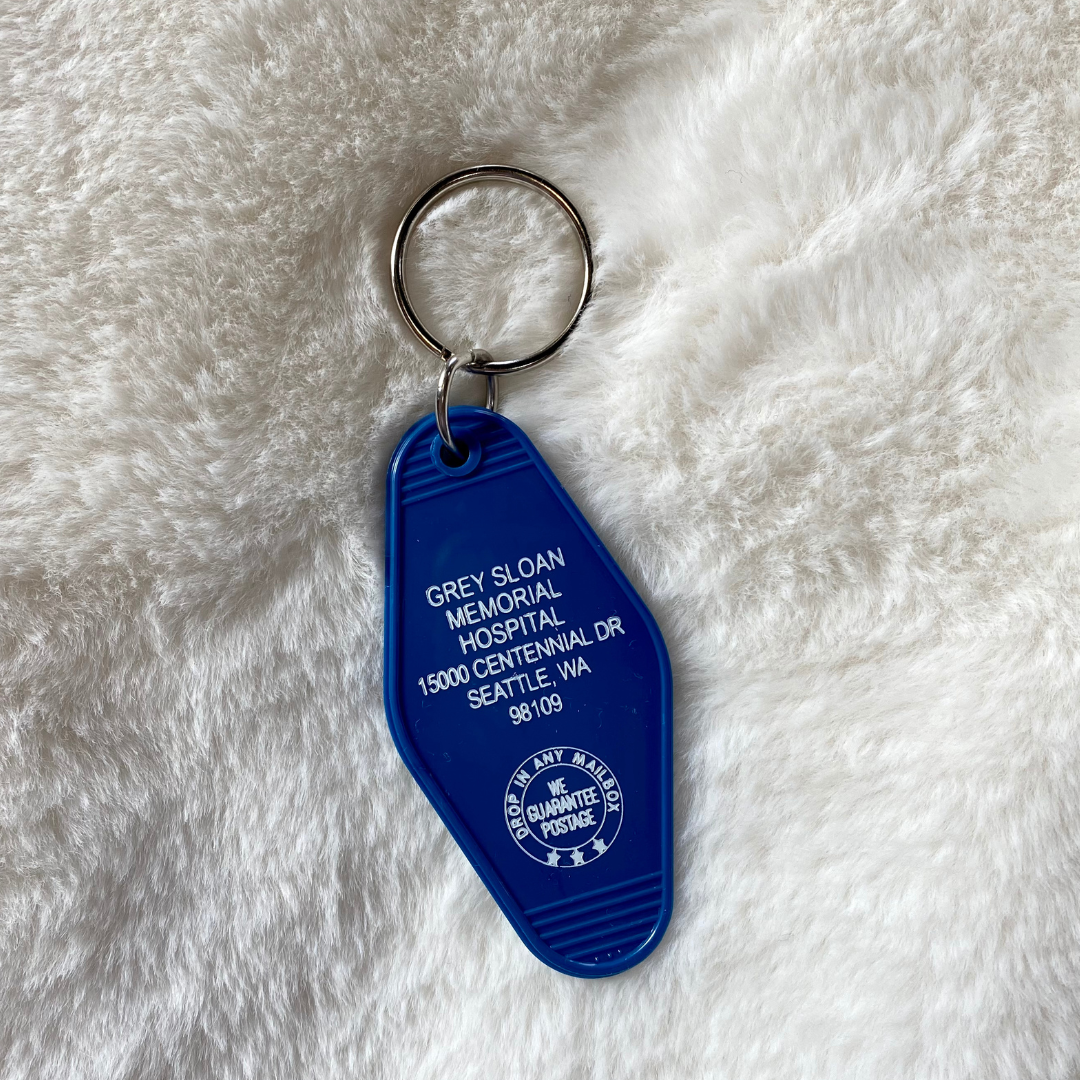 GREY SLOAN
MEMORIAL
HOSPITAL
15000 CENTENNIAL DR
SEATTLE, WA
98109
DROP IN ANY MAILBOX
WE
GUARANTEE
POSTAGE